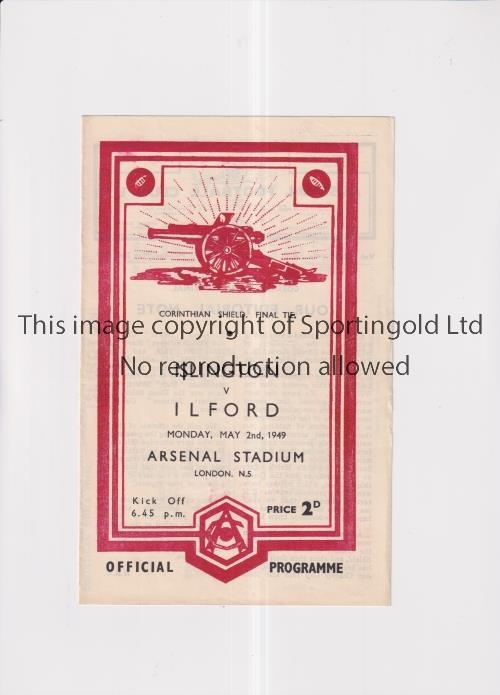 CORINTHIAN SHIELD. FINAL TIE.
This image copyright of Sportingold Ltd
No reproduction allowed
ISLINGTON
V
ILFORD
MONDAY, MAY 2nd, 1949
ARSENAL STADIUM
LONDON, N.5
Kick Off
6.45 p.m.
PRICE 2D
OFFICIAL PROGRAMME